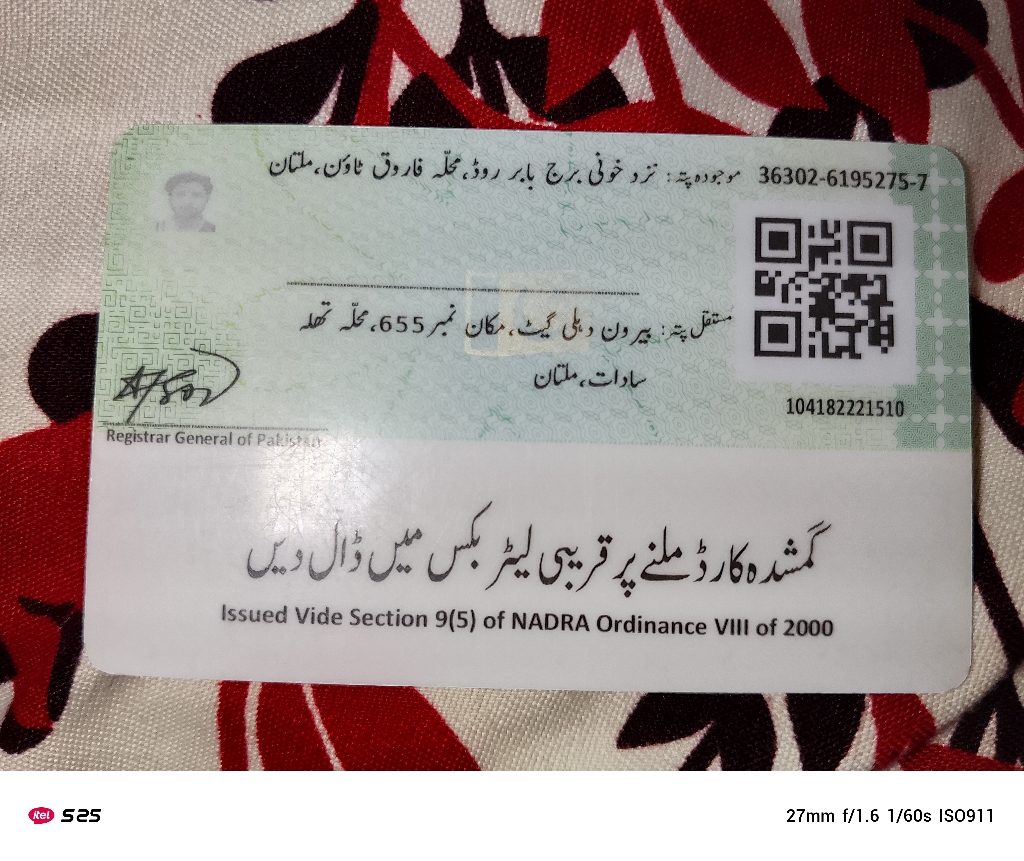 36302-6195275-7 موجودہ پتہ: نزد خونی برج بابر روڈ، محلّہ فاروق ٹاؤن، ملتان
مستقل پتہ: بیرون دہلی گیٹ، مکان نمبر 655، محلّہ تھلہ
سادات، ملتان
104182221510
Registrar General of Pakistan
گمشدہ کارڈ ملنے پر قریبی لیٹر بکس میں ڈال دیں
Issued Vide Section 9(5) of NADRA Ordinance VIII of 2000
itel S25
27mm f/1.6 1/60s ISO911